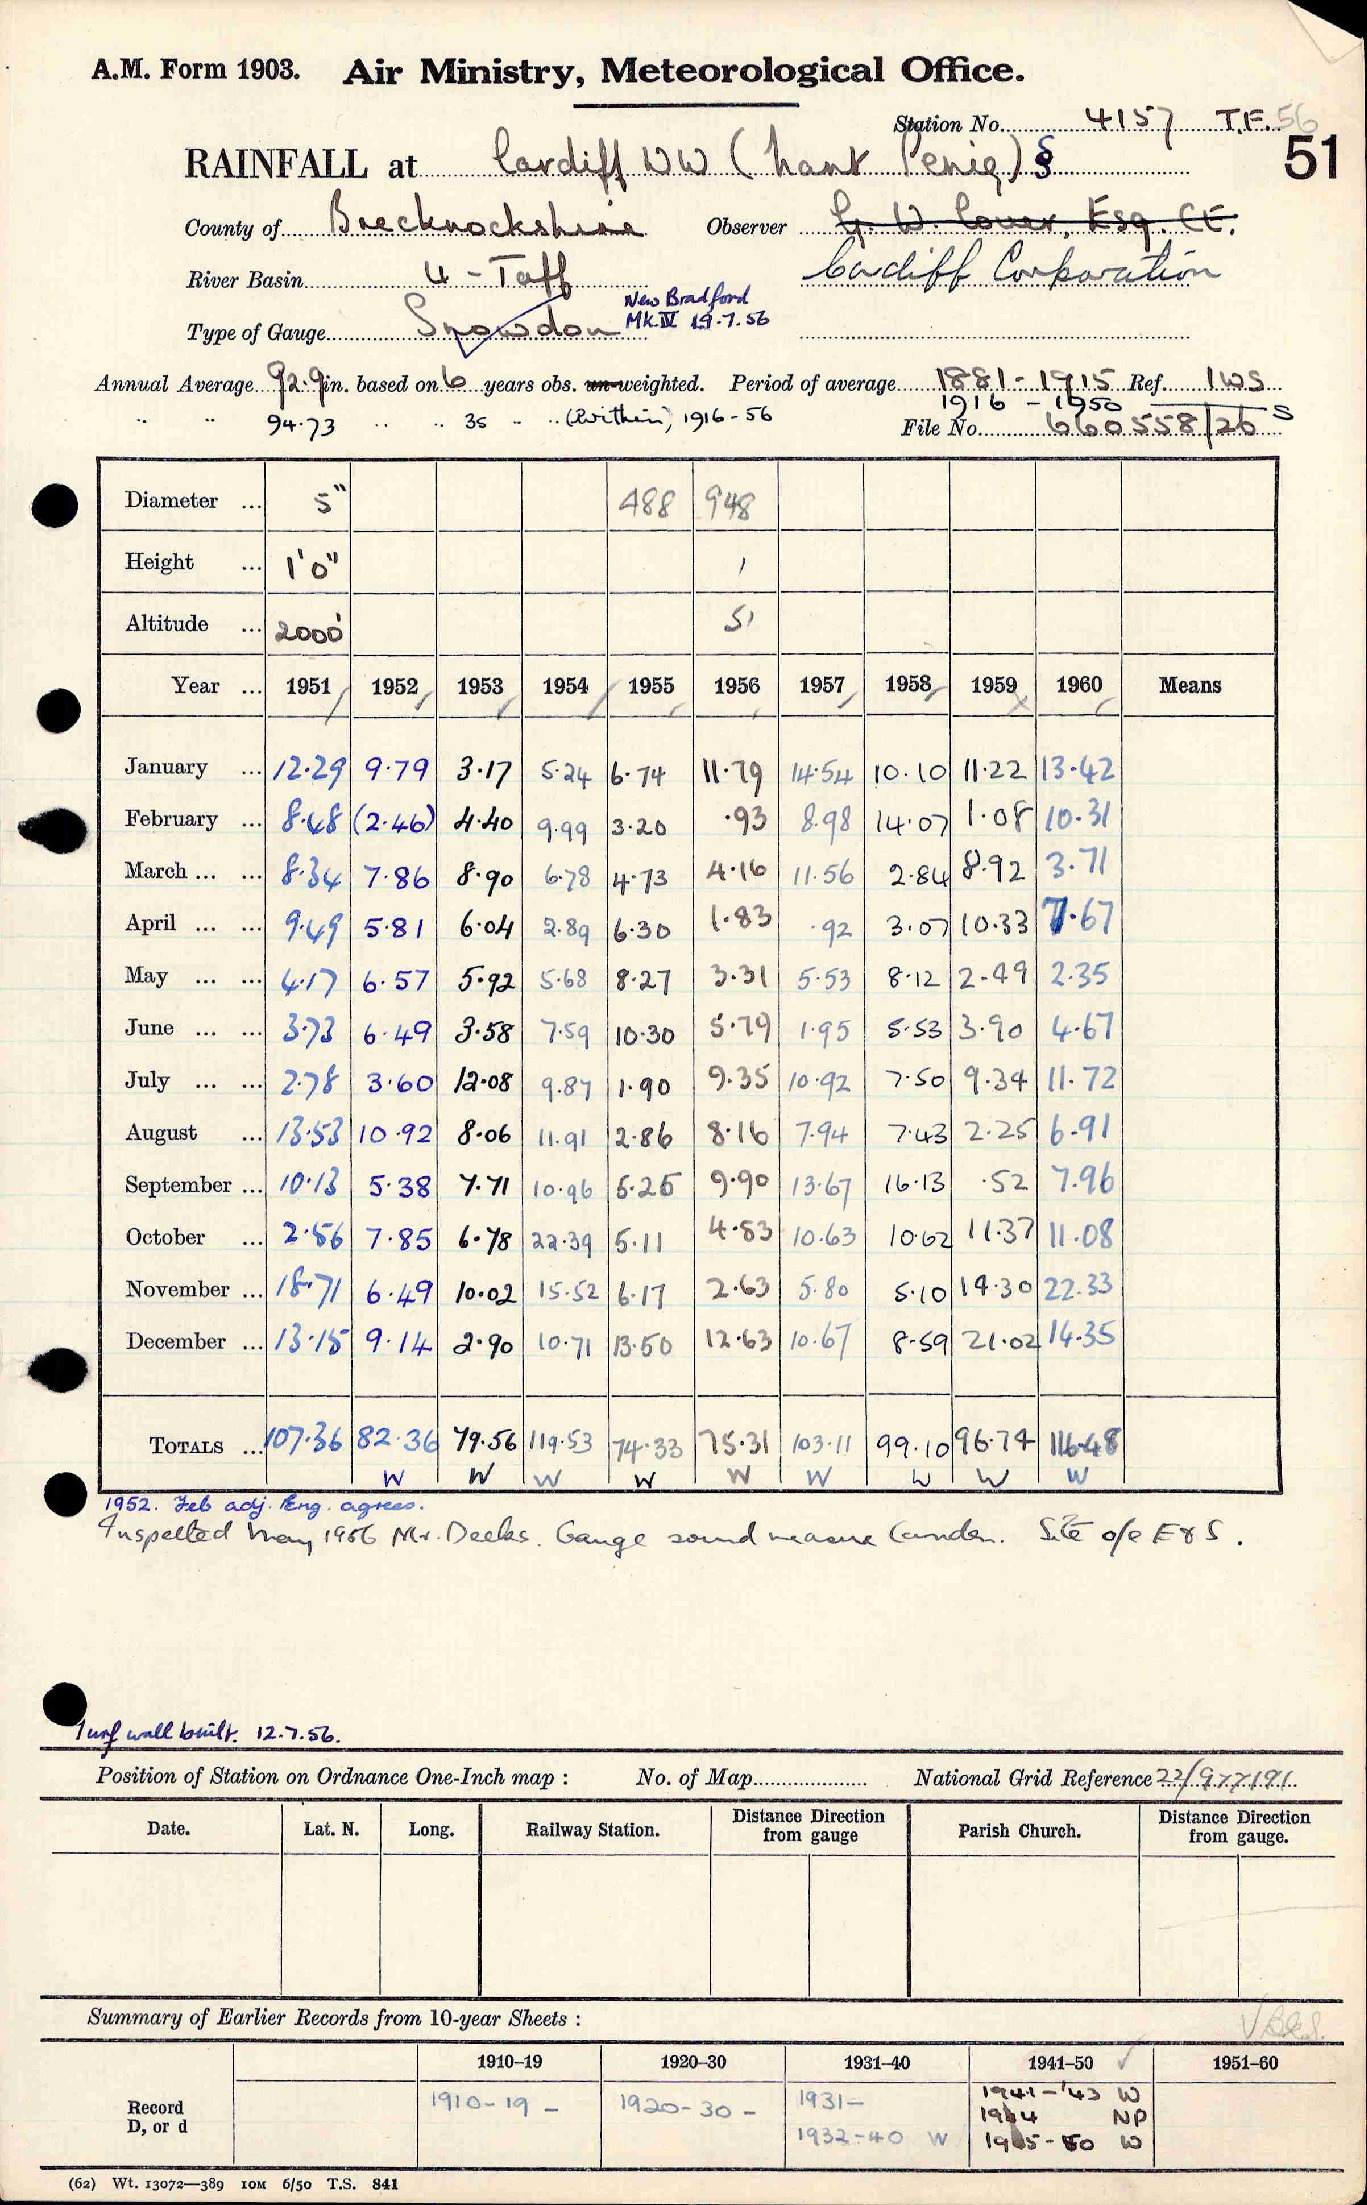 A.M. Form 1903. Air Ministry, Meteorological Office.
Station No. 4157 T.F. 56
51
RAINFALL at Cardiff WW (Nant Penig) §
County of Brecknockshire Observer G. W. Cover, Esq. C.E.
River Basin 4 - Taff Cardiff Corporation
Type of Gauge Snowdon New Bradford Mk. IV 19.7.56
Annual Average 92.9 in. based on 6 years obs. un-weighted. Period of average 1881-1915 Ref. IWS
1916 - 1950
" " 94.73 " " 35 " " (Brithin) 1916-56 File No. 660558/26 S
Diameter ... 5" 488 948
Height ... 1'0" 1
Altitude ... 2000' 51
Year ... 1951 1952 1953 1954 1955 1956 1957 1958 1959 1960 Means
January ... 12.29 9.79 3.17 5.24 6.74 11.79 14.54 10.10 11.22 13.42
February ... 8.48 (2.46) 4.40 9.99 3.20 .93 8.98 14.07 1.08 10.31
March ... ... 8.34 7.86 8.90 6.78 4.73 4.16 11.56 2.84 8.92 3.71
April ... ... 9.49 5.81 6.04 2.89 6.30 1.83 .92 3.07 10.33 7.67
May ... ... 4.17 6.57 5.92 5.68 8.27 3.31 5.53 8.12 2.49 2.35
June ... ... 3.73 6.49 3.58 7.59 10.30 5.79 1.95 5.53 3.90 4.67
July ... ... 2.78 3.60 12.08 9.87 1.90 9.35 10.92 7.50 9.34 11.72
August ... 13.53 10.92 8.06 11.91 2.86 8.16 7.94 7.43 2.25 6.91
September ... 10.13 5.38 7.71 10.96 5.25 9.90 13.67 16.13 .52 7.96
October ... 2.56 7.85 6.78 22.39 5.11 4.83 10.63 10.62 11.37 11.08
November ... 18.71 6.49 10.02 15.52 6.17 2.63 5.80 5.10 14.30 22.33
December ... 13.15 9.14 2.90 10.71 13.50 12.63 10.67 8.59 21.02 14.35
TOTALS ... 107.36 82.36 79.56 119.53 74.33 75.31 103.11 99.10 96.74 116.48
W W W W W W W W W
1952. Feb adj. Eng. agrees.
Inspected May 1956 Mr. Deeks. Gauge sound measure Camden. Site o/e E & S.
Turf wall built. 12.7.56.
Position of Station on Ordnance One-Inch map : No. of Map National Grid Reference 22/977191
Date. Lat. N. Long. Railway Station. Distance from gauge Direction Parish Church. Distance from gauge. Direction
Summary of Earlier Records from 10-year Sheets :
1910–19 1920–30 1931–40 1941–50 1951–60
Record D, or d 1910-19 - 1920-30 - 1931- 1941-'43 W
1944 NP
1932-40 W 1945-50 W
(62) Wt. 13072—389 10M 6/50 T.S. 841